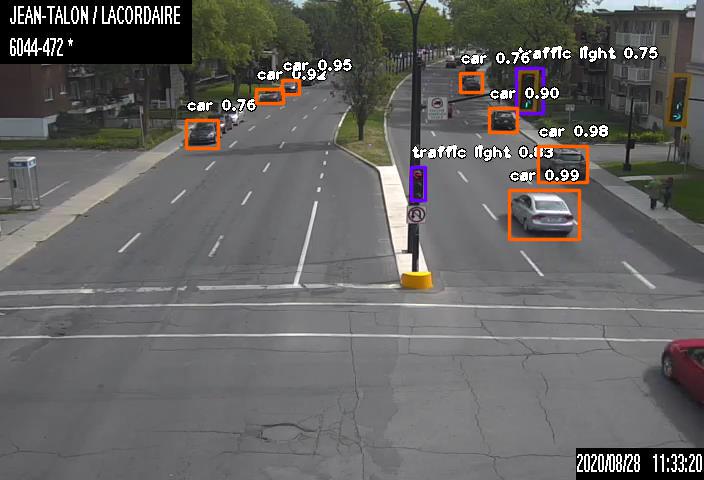 JEAN-TALON / LACORDAIRE
6044-472 *
car 0.95
car 0.92
car 0.76
traffic light 0.75
car 0.76
car 0.90
car 0.98
traffic light 0.83
car 0.99
2020/08/28 11:33:20